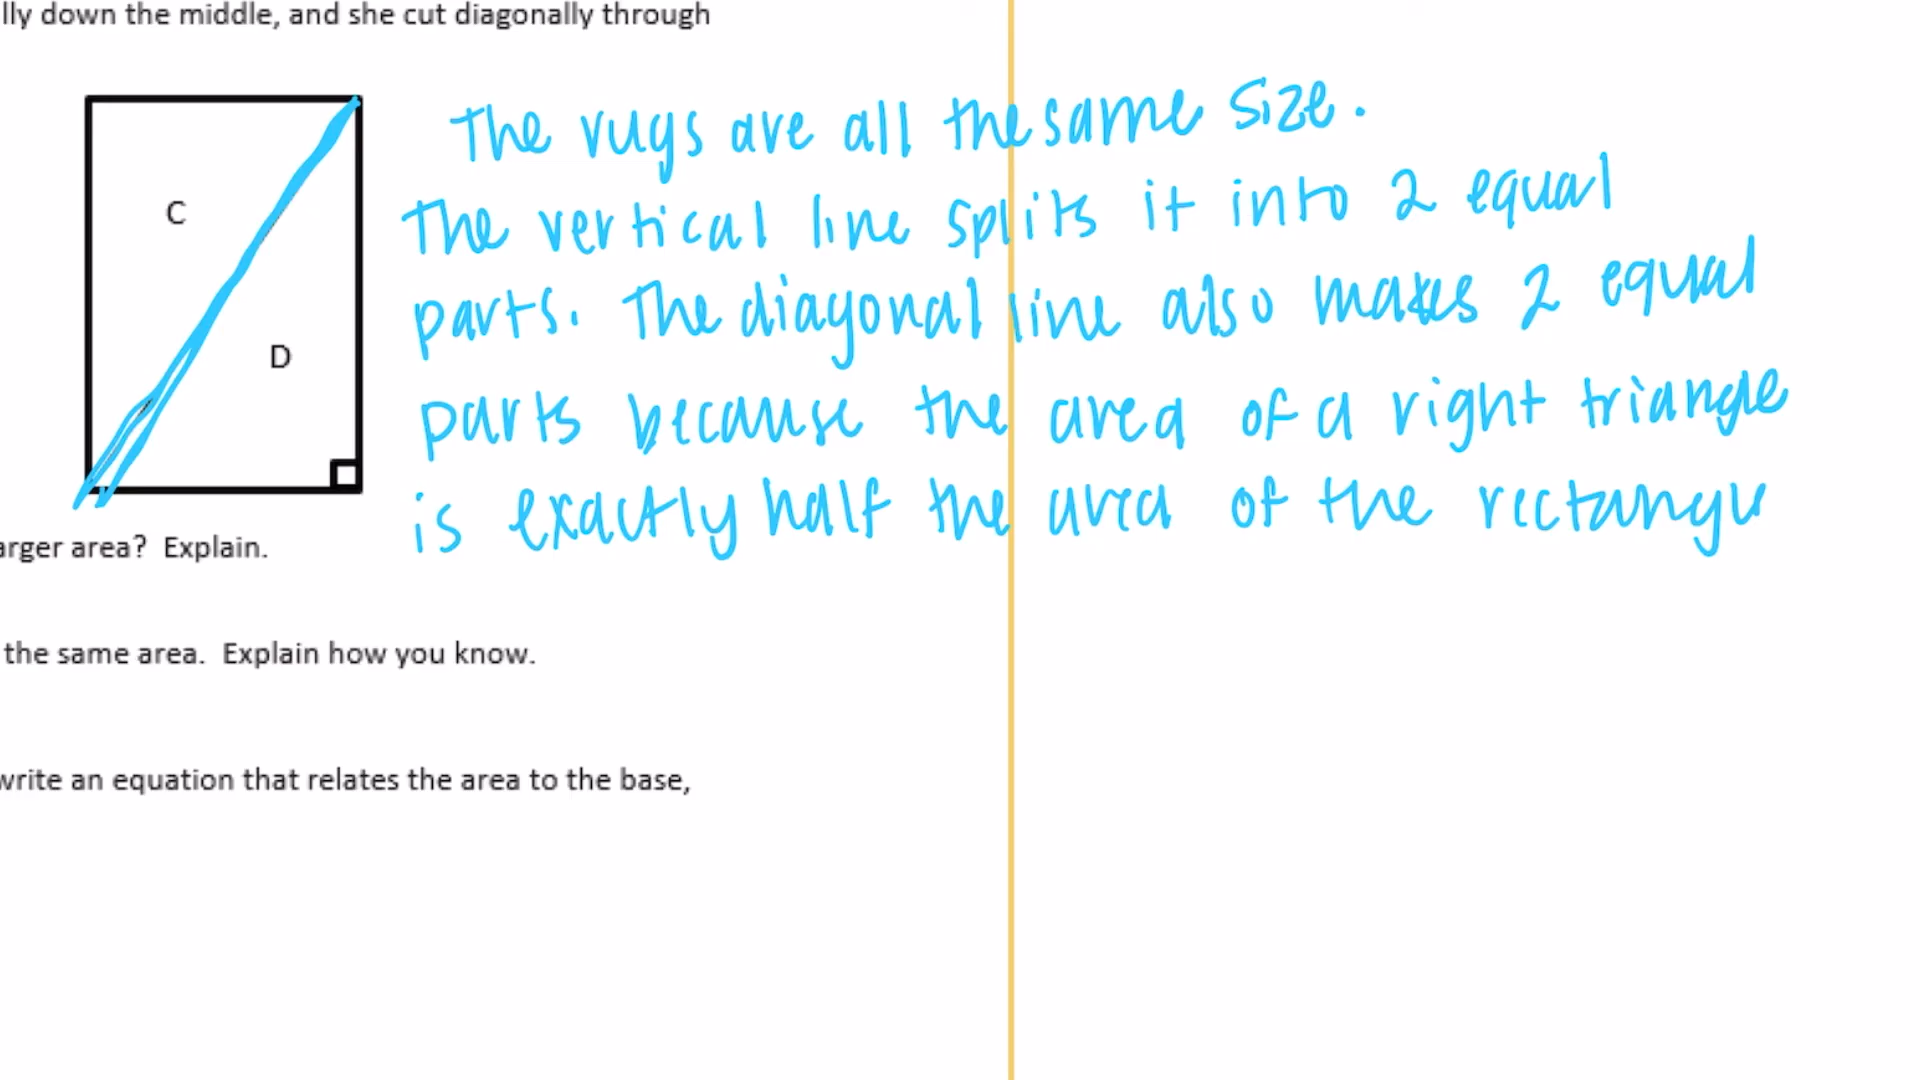 lly down the middle, and she cut diagonally through
The rugs are all the same size.
C
The vertical line splits it into 2 equal
parts. The diagonal line also makes 2 equal
D
parts because the area of a right triangle
is exactly half the area of the rectangle
arger area? Explain.
the same area. Explain how you know.
write an equation that relates the area to the base,